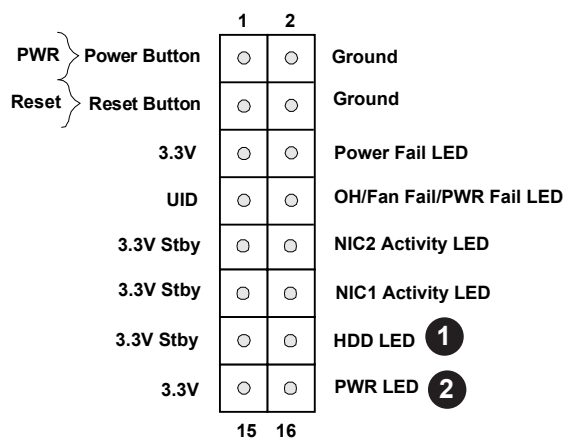 1 2
PWR Power Button Ground
Reset Reset Button Ground
3.3V Power Fail LED
UID OH/Fan Fail/PWR Fail LED
3.3V Stby NIC2 Activity LED
3.3V Stby NIC1 Activity LED
3.3V Stby HDD LED 1
3.3V PWR LED 2
15 16